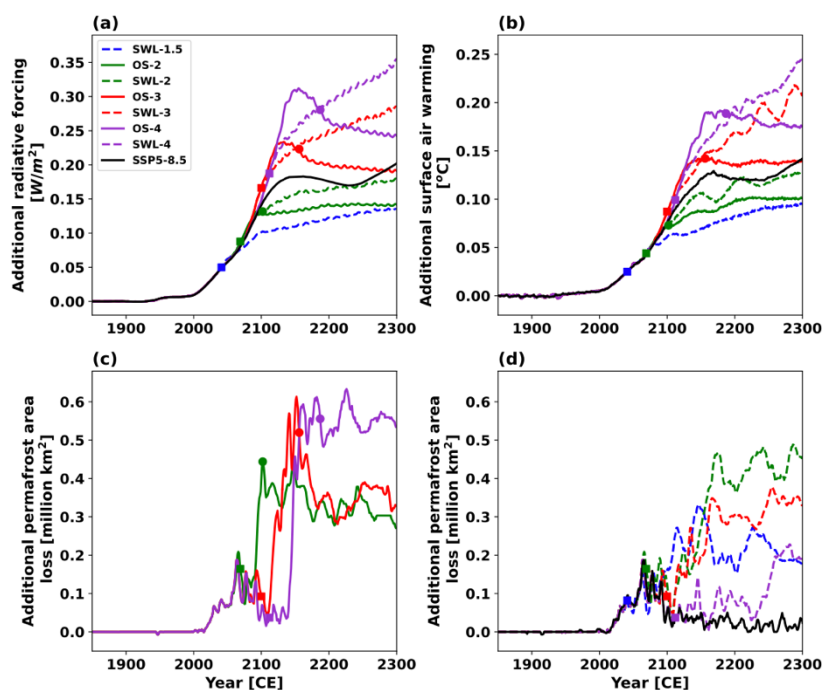 (a)
Additional radiative forcing
[W/m²]
0.35
0.30
0.25
0.20
0.15
0.10
0.05
0.00
SWL-1.5
OS-2
SWL-2
OS-3
SWL-3
OS-4
SWL-4
SSP5-8.5
1900 2000 2100 2200 2300
(b)
Additional surface air warming
[°C]
0.25
0.20
0.15
0.10
0.05
0.00
1900 2000 2100 2200 2300
(c)
Additional permafrost area
loss [million km²]
0.6
0.5
0.4
0.3
0.2
0.1
0.0
1900 2000 2100 2200 2300
Year [CE]
(d)
Additional permafrost area
loss [million km²]
0.6
0.5
0.4
0.3
0.2
0.1
0.0
1900 2000 2100 2200 2300
Year [CE]